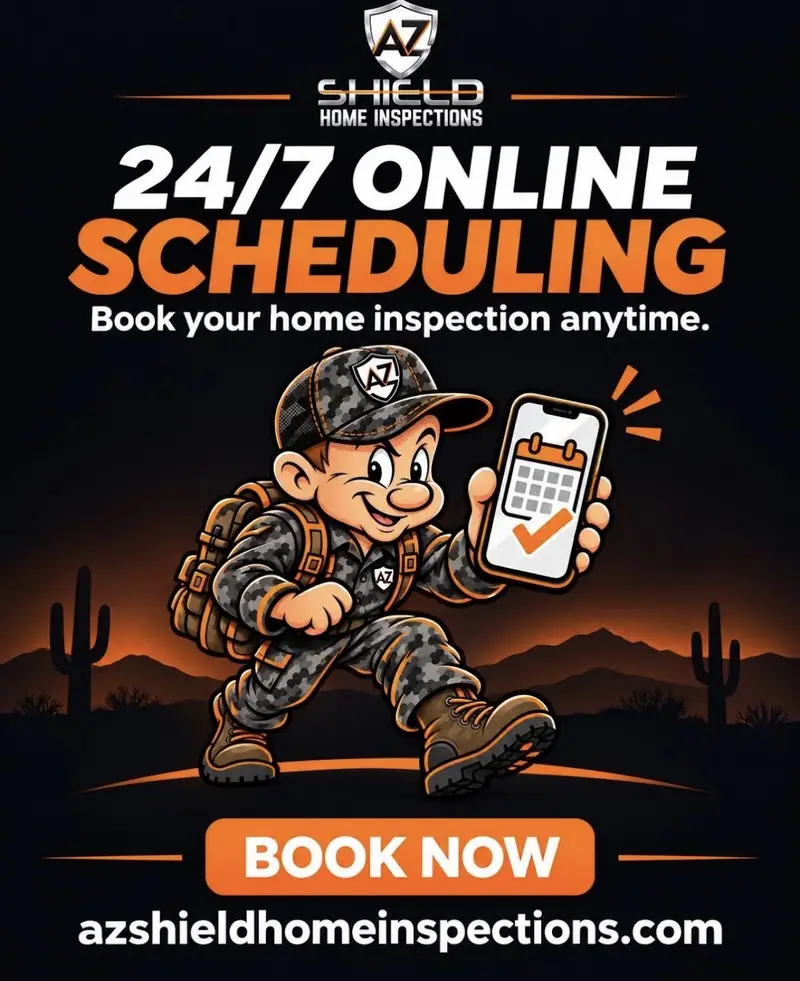 AZ
SHIELD
HOME INSPECTIONS
24/7 ONLINE
SCHEDULING
Book your home inspection anytime.
AZ
AZ
BOOK NOW
azshieldhomeinspections.com